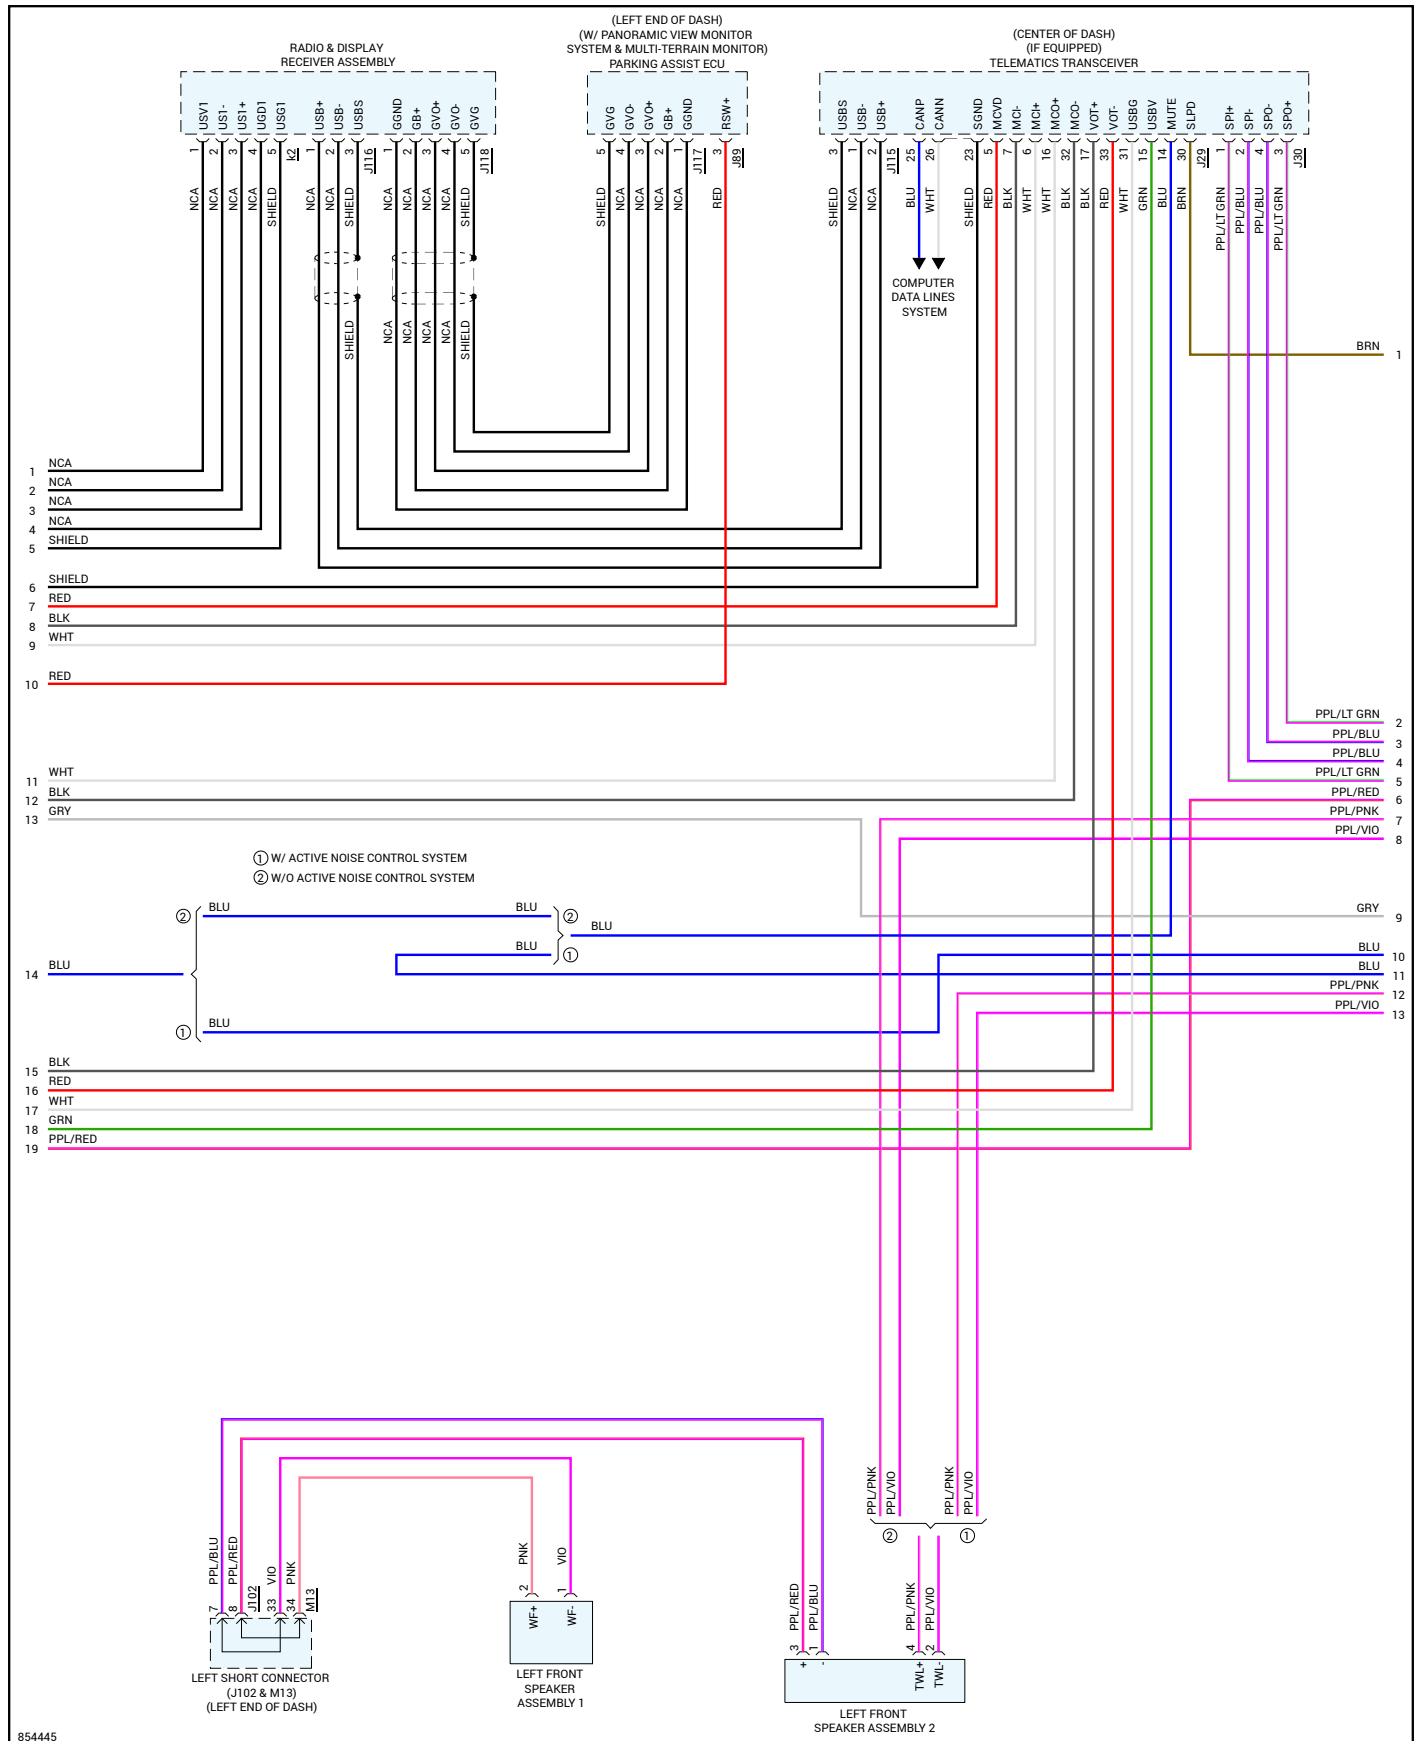 RADIO & DISPLAY
RECEIVER ASSEMBLY
(LEFT END OF DASH)
(W/ PANORAMIC VIEW MONITOR
SYSTEM & MULTI-TERRAIN MONITOR)
PARKING ASSIST ECU
(CENTER OF DASH)
(IF EQUIPPED)
TELEMATICS TRANSCEIVER
USV1 US1- US1+ UGD1 USG1 USB+ USB- USBS GGND GB+ GVO+ GVO- GVG
GVG GVO- GVO+ GB+ GGND RSW+
USBS USB- USB+ CANP CANN SGND MCVD MCI- MCI+ MCO+ MCO- VOT+ VOT- USBG USBV MUTE SLPD SPI+ SPI- SPO- SPO+
1 2 3 4 5 k2 1 2 3 J116 1 2 3 4 5 J118
5 4 3 2 1 J117 3 J89
3 1 2 J115 25 26 23 5 7 6 16 32 17 33 31 15 14 30 J29 1 2 4 3 J30
NCA NCA NCA NCA SHIELD NCA NCA SHIELD NCA NCA NCA NCA SHIELD
SHIELD NCA NCA NCA NCA RED
SHIELD NCA NCA BLU WHT SHIELD RED BLK WHT WHT BLK BLK RED WHT GRN BLU BRN PPL/LT GRN PPL/BLU PPL/BLU PPL/LT GRN
COMPUTER
DATA LINES
SYSTEM
SHIELD NCA NCA NCA NCA SHIELD
BRN 1
1 NCA
2 NCA
3 NCA
4 NCA
5 SHIELD
6 SHIELD
7 RED
8 BLK
9 WHT
10 RED
PPL/LT GRN 2
PPL/BLU 3
PPL/BLU 4
PPL/LT GRN 5
PPL/RED 6
PPL/PNK 7
PPL/VIO 8
11 WHT
12 BLK
13 GRY
1 W/ ACTIVE NOISE CONTROL SYSTEM
2 W/O ACTIVE NOISE CONTROL SYSTEM
2 BLU BLU 2
BLU
BLU 1
14 BLU
1 BLU
GRY 9
BLU 10
BLU 11
PPL/PNK 12
PPL/VIO 13
15 BLK
16 RED
17 WHT
18 GRN
19 PPL/RED
PPL/PNK PPL/VIO PPL/PNK PPL/VIO
2 1
PPL/BLU PPL/RED VIO PNK
7 8 J102 33 34 M13
PNK VIO
2 1
WF+ WF-
PPL/RED PPL/BLU PPL/PNK PPL/VIO
3 1 4 2
+ - TWL+ TWL-
LEFT SHORT CONNECTOR
(J102 & M13)
(LEFT END OF DASH)
LEFT FRONT
SPEAKER
ASSEMBLY 1
LEFT FRONT
SPEAKER ASSEMBLY 2
854445